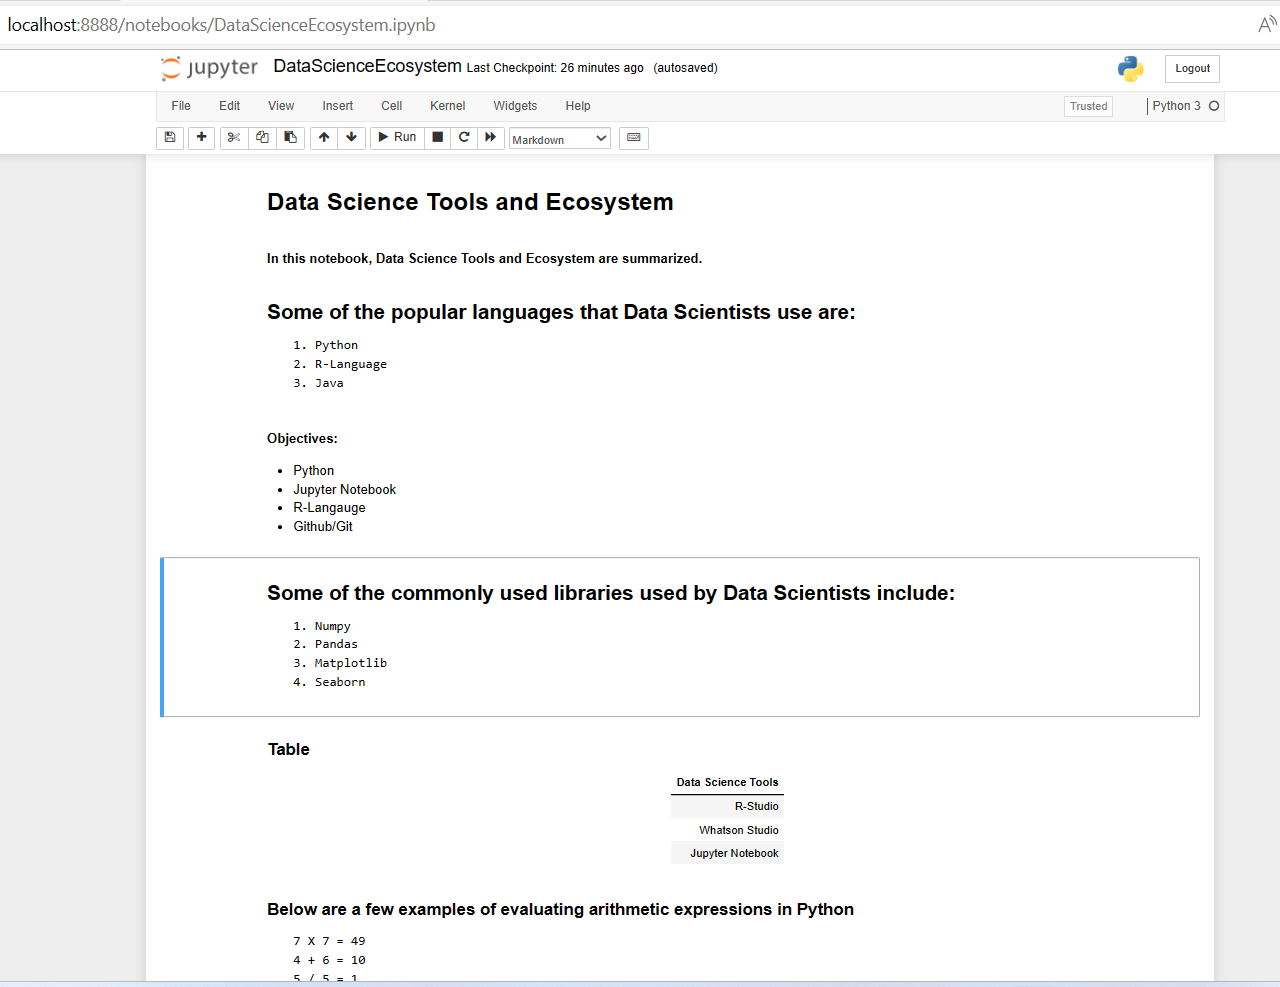 localhost:8888/notebooks/DataScienceEcosystem.ipynb
jupyter DataScienceEcosystem Last Checkpoint: 26 minutes ago (autosaved)
Logout
File Edit View Insert Cell Kernel Widgets Help
Trusted
Python 3
Run
Markdown
Data Science Tools and Ecosystem
In this notebook, Data Science Tools and Ecosystem are summarized.
Some of the popular languages that Data Scientists use are:
1. Python
2. R-Language
3. Java
Objectives:
• Python
• Jupyter Notebook
• R-Langauge
• Github/Git
Some of the commonly used libraries used by Data Scientists include:
1. Numpy
2. Pandas
3. Matplotlib
4. Seaborn
Table
Data Science Tools
R-Studio
Whatson Studio
Jupyter Notebook
Below are a few examples of evaluating arithmetic expressions in Python
7 X 7 = 49
4 + 6 = 10
5 / 5 = 1